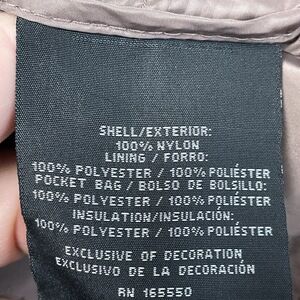 SHELL/EXTERIOR:
100% NYLON
LINING / FORRO:
100% POLYESTER / 100% POLIÉSTER
POCKET BAG / BOLSO DE BOLSILLO:
100% POLYESTER / 100% POLIÉSTER
INSULATION/INSULACIÓN:
100% POLYESTER / 100% POLIÉSTER
EXCLUSIVE OF DECORATION
EXCLUSIVO DE LA DECORACIÓN
RN 165550